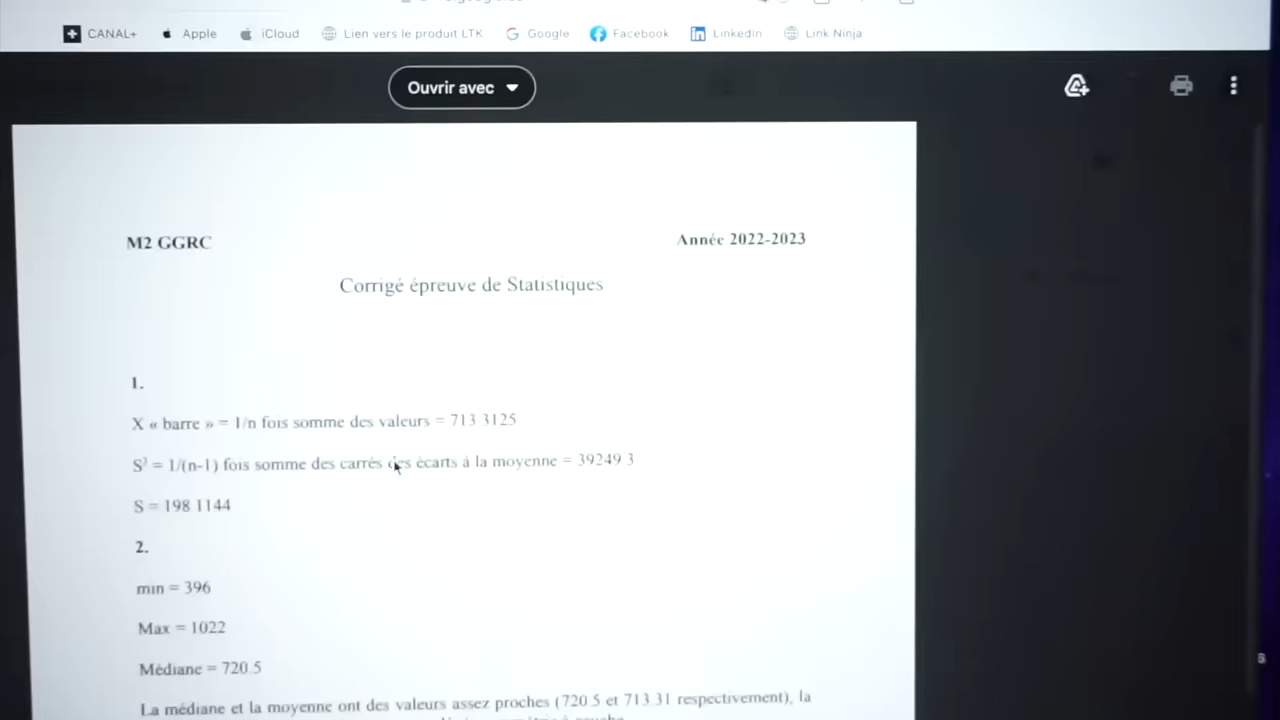 CANAL+ Apple iCloud Lien vers le produit LTK Google Facebook LinkedIn Link Ninja
Ouvrir avec
M2 GGRC Année 2022-2023
Corrigé épreuve de Statistiques
1.
X « barre » = 1/n fois somme des valeurs = 713.3125
S² = 1/(n-1) fois somme des carrés des écarts à la moyenne = 39249.3
S = 198.1144
2.
min = 396
Max = 1022
Médiane = 720.5
La médiane et la moyenne ont des valeurs assez proches (720.5 et 713.31 respectivement), la